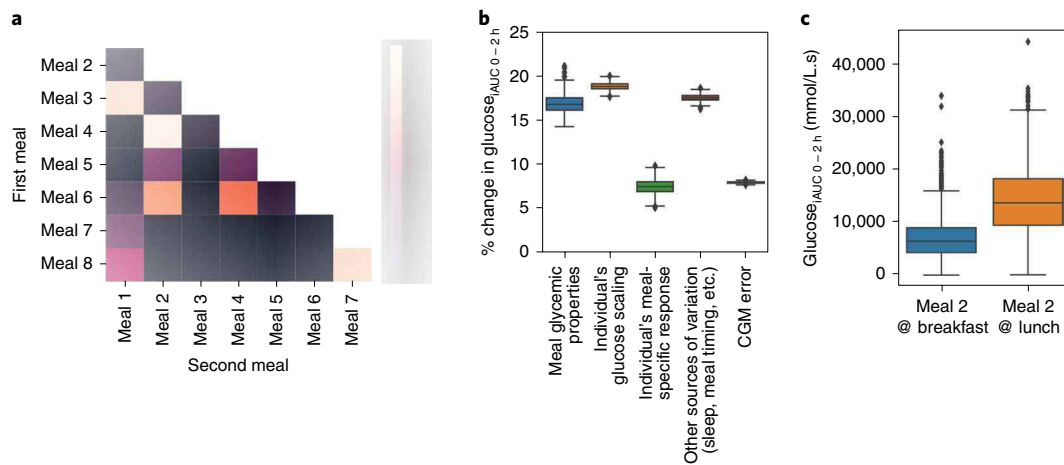 a
First meal
Meal 2
Meal 3
Meal 4
Meal 5
Meal 6
Meal 7
Meal 8
Meal 1
Meal 2
Meal 3
Meal 4
Meal 5
Meal 6
Meal 7
Second meal
b
% change in glucose iAUC 0 – 2 h
25
20
15
10
5
0
Meal glycemic
properties
Individual's
glucose scaling
Individual's meal-
specific response
Other sources of variation
(sleep, meal timing, etc.)
CGM error
c
Glucose iAUC 0 – 2 h (mmol/L.s)
40,000
30,000
20,000
10,000
0
Meal 2
@ breakfast
Meal 2
@ lunch